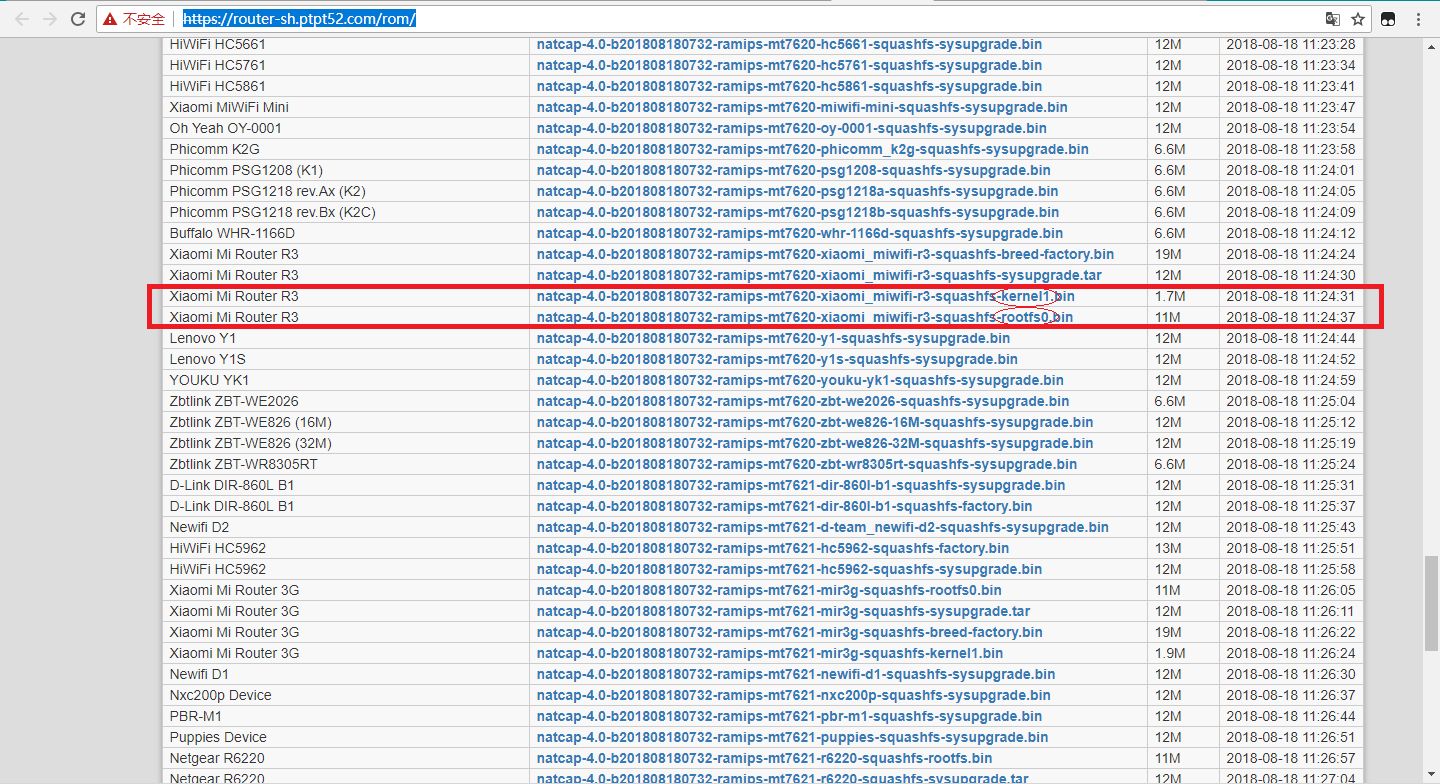 不安全 https://router-sh.ptpt52.com/rom/
HiWiFi HC5661 natcap-4.0-b201808180732-ramips-mt7620-hc5661-squashfs-sysupgrade.bin 12M 2018-08-18 11:23:28
HiWiFi HC5761 natcap-4.0-b201808180732-ramips-mt7620-hc5761-squashfs-sysupgrade.bin 12M 2018-08-18 11:23:34
HiWiFi HC5861 natcap-4.0-b201808180732-ramips-mt7620-hc5861-squashfs-sysupgrade.bin 12M 2018-08-18 11:23:41
Xiaomi MiWiFi Mini natcap-4.0-b201808180732-ramips-mt7620-miwifi-mini-squashfs-sysupgrade.bin 12M 2018-08-18 11:23:47
Oh Yeah OY-0001 natcap-4.0-b201808180732-ramips-mt7620-oy-0001-squashfs-sysupgrade.bin 12M 2018-08-18 11:23:54
Phicomm K2G natcap-4.0-b201808180732-ramips-mt7620-phicomm_k2g-squashfs-sysupgrade.bin 6.6M 2018-08-18 11:23:58
Phicomm PSG1208 (K1) natcap-4.0-b201808180732-ramips-mt7620-psg1208-squashfs-sysupgrade.bin 6.6M 2018-08-18 11:24:01
Phicomm PSG1218 rev.Ax (K2) natcap-4.0-b201808180732-ramips-mt7620-psg1218a-squashfs-sysupgrade.bin 6.6M 2018-08-18 11:24:05
Phicomm PSG1218 rev.Bx (K2C) natcap-4.0-b201808180732-ramips-mt7620-psg1218b-squashfs-sysupgrade.bin 6.6M 2018-08-18 11:24:09
Buffalo WHR-1166D natcap-4.0-b201808180732-ramips-mt7620-whr-1166d-squashfs-sysupgrade.bin 6.6M 2018-08-18 11:24:12
Xiaomi Mi Router R3 natcap-4.0-b201808180732-ramips-mt7620-xiaomi_miwifi-r3-squashfs-breed-factory.bin 19M 2018-08-18 11:24:24
Xiaomi Mi Router R3 natcap-4.0-b201808180732-ramips-mt7620-xiaomi_miwifi-r3-squashfs-sysupgrade.tar 12M 2018-08-18 11:24:30
Xiaomi Mi Router R3 natcap-4.0-b201808180732-ramips-mt7620-xiaomi_miwifi-r3-squashfs-kernel1.bin 1.7M 2018-08-18 11:24:31
Xiaomi Mi Router R3 natcap-4.0-b201808180732-ramips-mt7620-xiaomi_miwifi-r3-squashfs-rootfs0.bin 11M 2018-08-18 11:24:37
Lenovo Y1 natcap-4.0-b201808180732-ramips-mt7620-y1-squashfs-sysupgrade.bin 12M 2018-08-18 11:24:44
Lenovo Y1S natcap-4.0-b201808180732-ramips-mt7620-y1s-squashfs-sysupgrade.bin 12M 2018-08-18 11:24:52
YOUKU YK1 natcap-4.0-b201808180732-ramips-mt7620-youku-yk1-squashfs-sysupgrade.bin 12M 2018-08-18 11:24:59
Zbtlink ZBT-WE2026 natcap-4.0-b201808180732-ramips-mt7620-zbt-we2026-squashfs-sysupgrade.bin 6.6M 2018-08-18 11:25:04
Zbtlink ZBT-WE826 (16M) natcap-4.0-b201808180732-ramips-mt7620-zbt-we826-16M-squashfs-sysupgrade.bin 12M 2018-08-18 11:25:12
Zbtlink ZBT-WE826 (32M) natcap-4.0-b201808180732-ramips-mt7620-zbt-we826-32M-squashfs-sysupgrade.bin 12M 2018-08-18 11:25:19
Zbtlink ZBT-WR8305RT natcap-4.0-b201808180732-ramips-mt7620-zbt-wr8305rt-squashfs-sysupgrade.bin 6.6M 2018-08-18 11:25:24
D-Link DIR-860L B1 natcap-4.0-b201808180732-ramips-mt7621-dir-860l-b1-squashfs-sysupgrade.bin 12M 2018-08-18 11:25:31
D-Link DIR-860L B1 natcap-4.0-b201808180732-ramips-mt7621-dir-860l-b1-squashfs-factory.bin 12M 2018-08-18 11:25:37
Newifi D2 natcap-4.0-b201808180732-ramips-mt7621-d-team_newifi-d2-squashfs-sysupgrade.bin 12M 2018-08-18 11:25:43
HiWiFi HC5962 natcap-4.0-b201808180732-ramips-mt7621-hc5962-squashfs-factory.bin 13M 2018-08-18 11:25:51
HiWiFi HC5962 natcap-4.0-b201808180732-ramips-mt7621-hc5962-squashfs-sysupgrade.bin 12M 2018-08-18 11:25:58
Xiaomi Mi Router 3G natcap-4.0-b201808180732-ramips-mt7621-mir3g-squashfs-rootfs0.bin 11M 2018-08-18 11:26:05
Xiaomi Mi Router 3G natcap-4.0-b201808180732-ramips-mt7621-mir3g-squashfs-sysupgrade.tar 12M 2018-08-18 11:26:11
Xiaomi Mi Router 3G natcap-4.0-b201808180732-ramips-mt7621-mir3g-squashfs-breed-factory.bin 19M 2018-08-18 11:26:22
Xiaomi Mi Router 3G natcap-4.0-b201808180732-ramips-mt7621-mir3g-squashfs-kernel1.bin 1.9M 2018-08-18 11:26:24
Newifi D1 natcap-4.0-b201808180732-ramips-mt7621-newifi-d1-squashfs-sysupgrade.bin 12M 2018-08-18 11:26:30
Nxc200p Device natcap-4.0-b201808180732-ramips-mt7621-nxc200p-squashfs-sysupgrade.bin 12M 2018-08-18 11:26:37
PBR-M1 natcap-4.0-b201808180732-ramips-mt7621-pbr-m1-squashfs-sysupgrade.bin 12M 2018-08-18 11:26:44
Puppies Device natcap-4.0-b201808180732-ramips-mt7621-puppies-squashfs-sysupgrade.bin 12M 2018-08-18 11:26:51
Netgear R6220 natcap-4.0-b201808180732-ramips-mt7621-r6220-squashfs-rootfs.bin 11M 2018-08-18 11:26:57
Netgear R6220 natcap-4.0-b201808180732-ramips-mt7621-r6220-squashfs-sysupgrade.tar 12M 2018-08-18 11:27:04